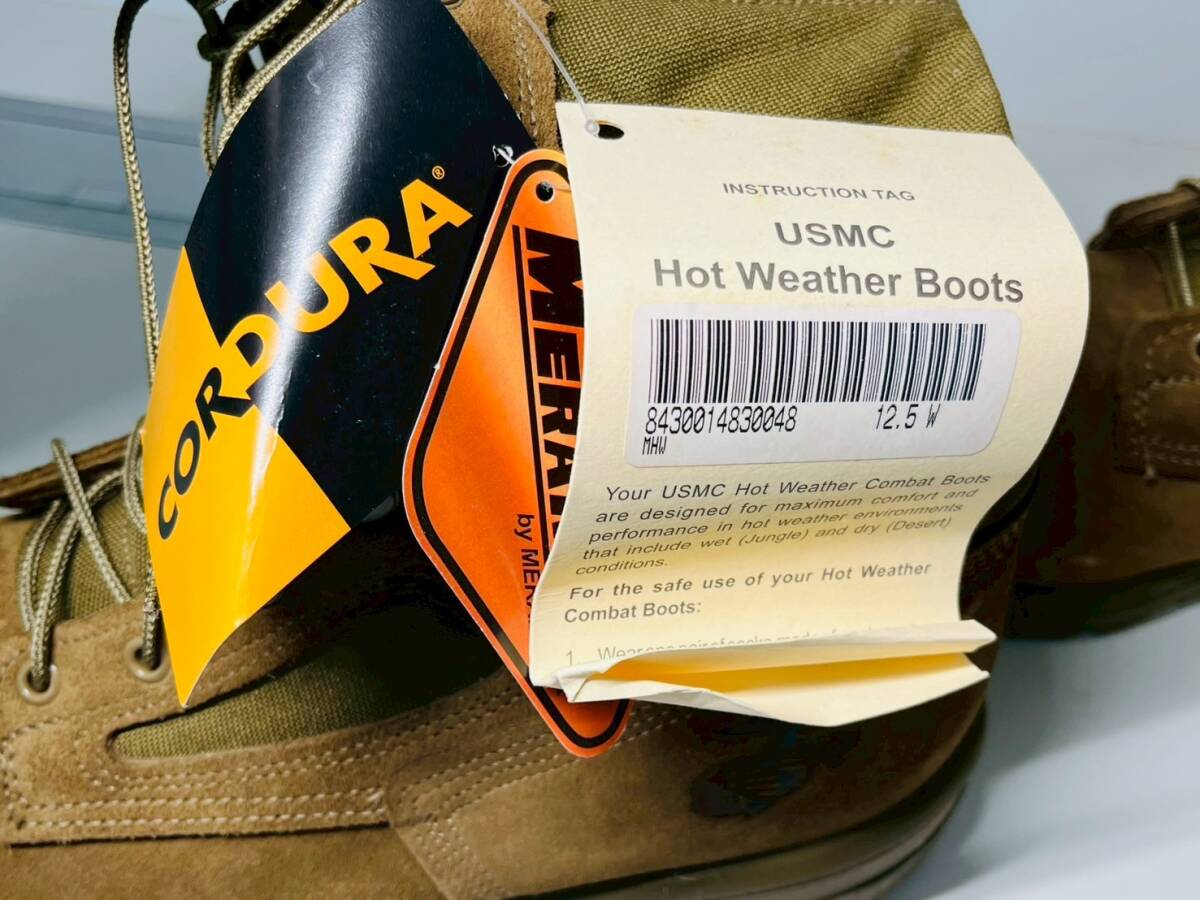 CORDURA®
by
INSTRUCTION TAG
USMC
Hot Weather Boots
8430014830048 12.5 W
MHW
Your USMC Hot Weather Combat Boots
are designed for maximum comfort and
performance in hot weather environments
that include wet (Jungle) and dry (Desert)
conditions.
For the safe use of your Hot Weather
Combat Boots:
1.